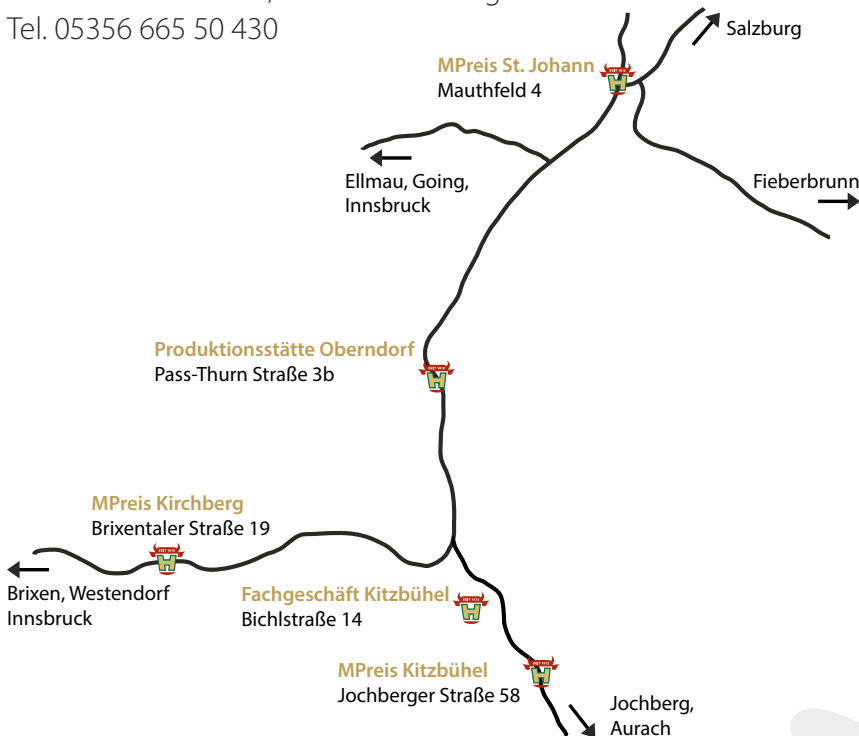 Tel. 05356 665 50 430
Salzburg
MPreis St. Johann
Mauthfeld 4
Ellmau, Going,
Innsbruck
Fieberbrunn
Produktionsstätte Oberndorf
Pass-Thurn Straße 3b
MPreis Kirchberg
Brixentaler Straße 19
Brixen, Westendorf
Innsbruck
Fachgeschäft Kitzbühel
Bichlstraße 14
MPreis Kitzbühel
Jochberger Straße 58
Jochberg,
Aurach